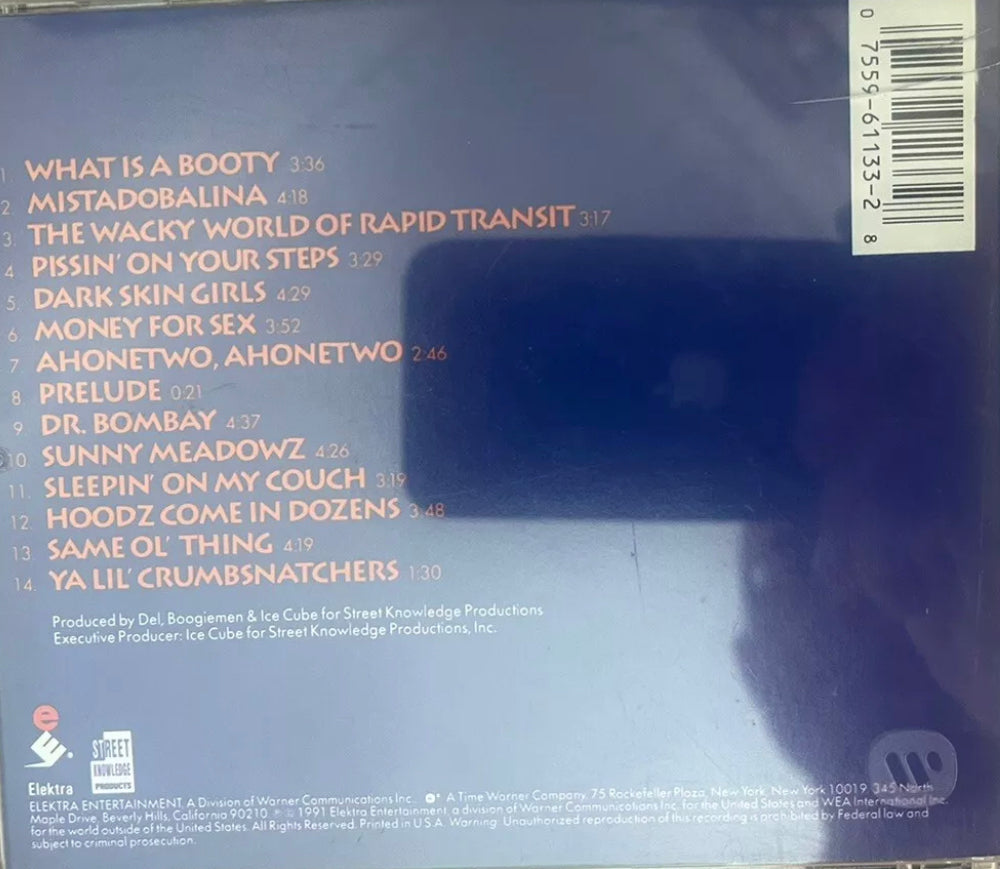 0 7559-61133-2 8
1. WHAT IS A BOOTY 3:36
2. MISTADOBALINA 4:18
3. THE WACKY WORLD OF RAPID TRANSIT 3:17
4. PISSIN' ON YOUR STEPS 3:29
5. DARK SKIN GIRLS 4:29
6. MONEY FOR SEX 3:52
7. AHONETWO, AHONETWO 2:46
8. PRELUDE 0:21
9. DR. BOMBAY 4:37
10. SUNNY MEADOWZ 4:26
11. SLEEPIN' ON MY COUCH 3:19
12. HOODZ COME IN DOZENS 3:48
13. SAME OL' THING 4:19
14. YA LIL' CRUMBSNATCHERS 1:30
Produced by Del, Boogiemen & Ice Cube for Street Knowledge Productions
Executive Producer: Ice Cube for Street Knowledge Productions, Inc.
e
STREET
KNOWLEDGE
PRODUCTS
Elektra
ELEKTRA ENTERTAINMENT, A Division of Warner Communications Inc. A Time Warner Company. 75 Rockefeller Plaza, New York, New York 10019. 345 North
Maple Drive, Beverly Hills, California 90210 ℗ © 1991 Elektra Entertainment, a division of Warner Communications Inc. for the United States and WEA International Inc.
for the world outside of the United States. All Rights Reserved. Printed in U.S.A. Warning: Unauthorized reproduction of this recording is prohibited by Federal law and
subject to criminal prosecution.